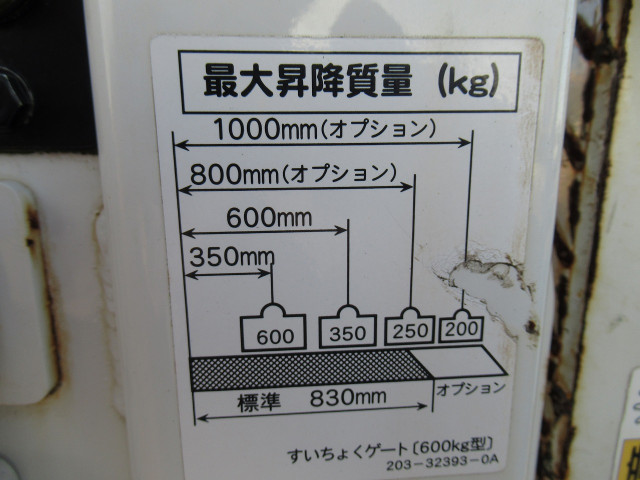 最大昇降質量 (kg)
1000mm(オプション)
800mm(オプション)
600mm
350mm
600 350 250 200
標準 830mm オプション
すいちょくゲート〔600kg型〕
203-32393-0A